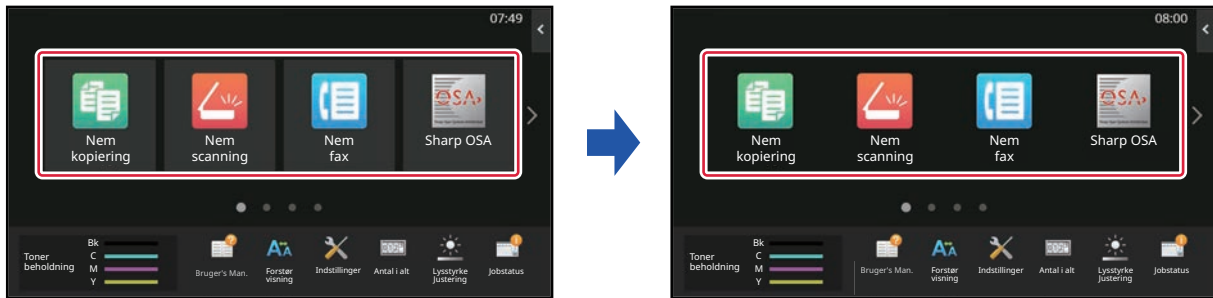 07:49
Nem
kopiering
Nem
scanning
Nem
fax
OSA
Sharp OSA
Toner
beholdning
Bk
C
M
Y
Bruger's Man.
Forstør
visning
Indstillinger
Antal i alt
Lysstyrke
Justering
Jobstatus
08:00
Nem
kopiering
Nem
scanning
Nem
fax
OSA
Sharp OSA
Toner
beholdning
Bk
C
M
Y
Bruger's Man.
Forstør
visning
Indstillinger
Antal i alt
Lysstyrke
Justering
Jobstatus